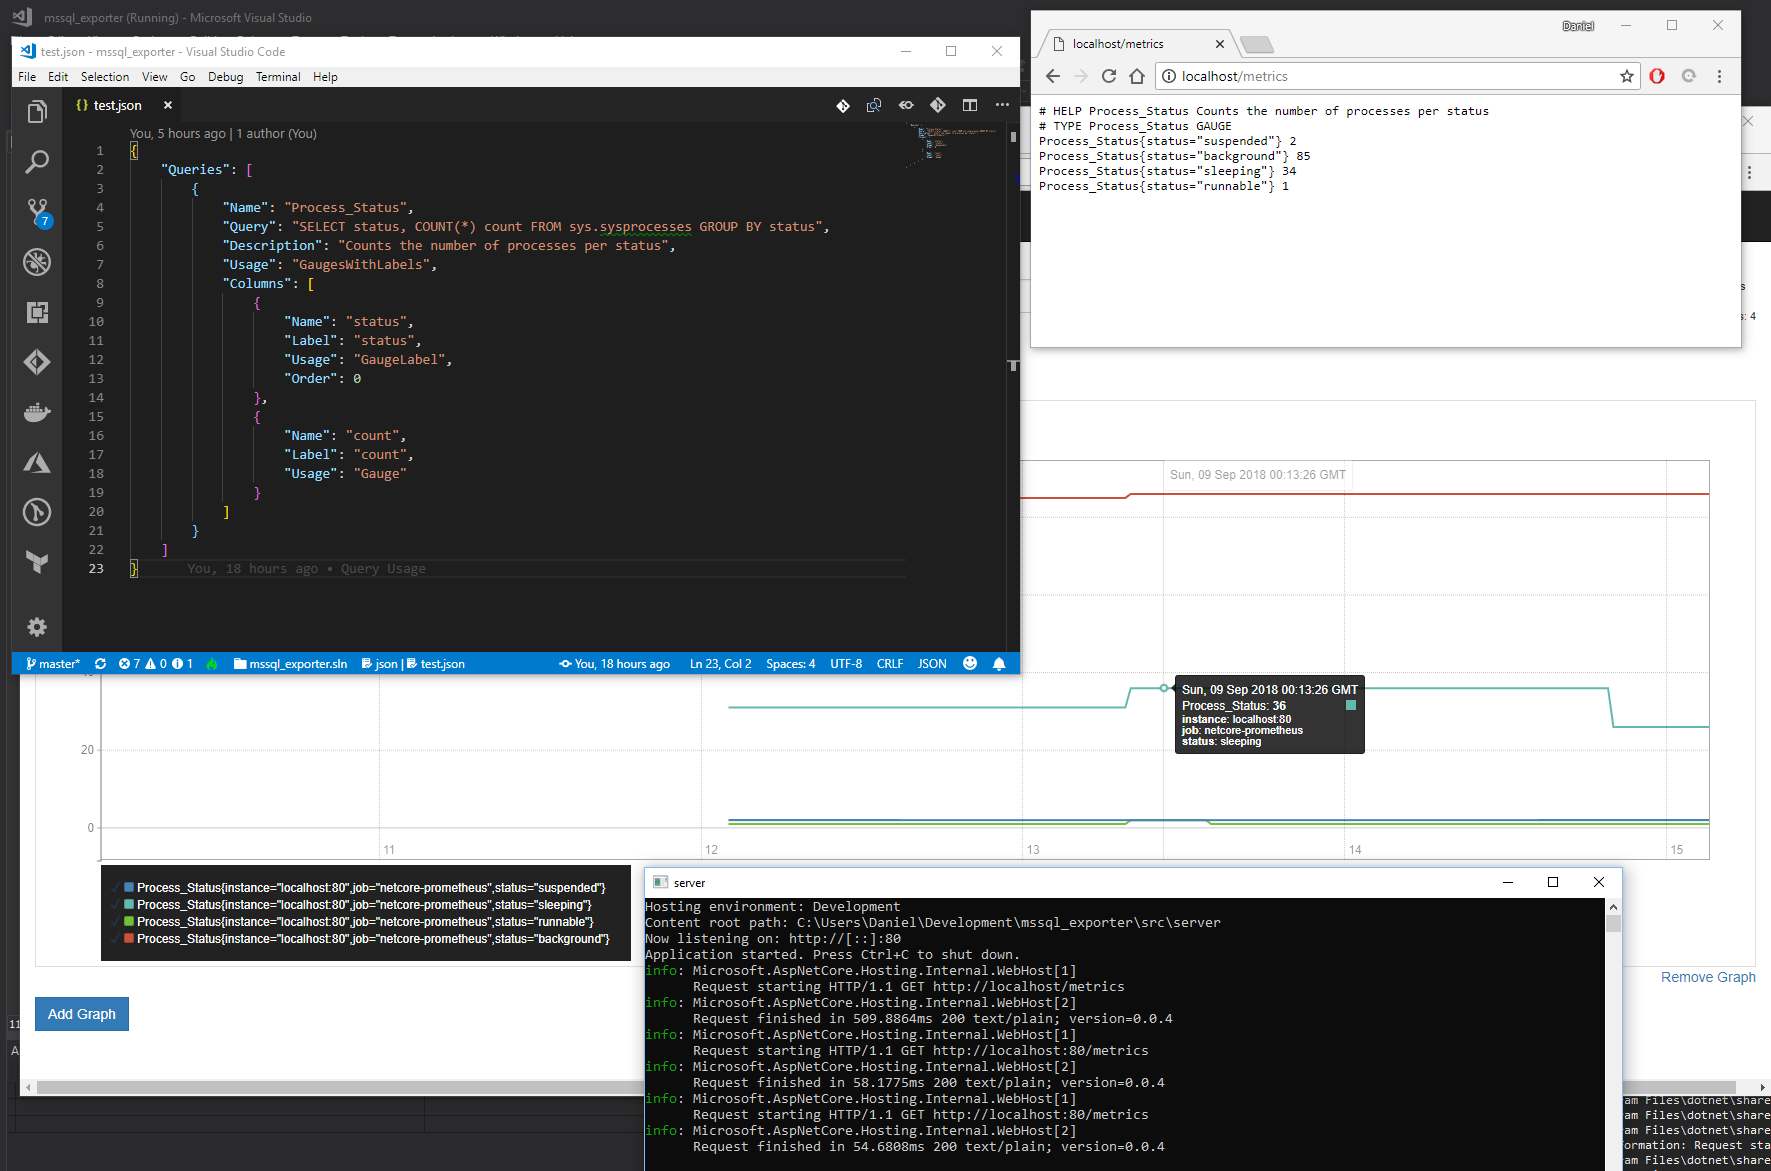 mssql_exporter (Running) - Microsoft Visual Studio
test.json - mssql_exporter - Visual Studio Code
File Edit Selection View Go Debug Terminal Help
{} test.json ×
You, 5 hours ago | 1 author (You)
1 {
2 "Queries": [
3 {
4 "Name": "Process_Status",
5 "Query": "SELECT status, COUNT(*) count FROM sys.sysprocesses GROUP BY status",
6 "Description": "Counts the number of processes per status",
7 "Usage": "GaugesWithLabels",
8 "Columns": [
9 {
10 "Name": "status",
11 "Label": "status",
12 "Usage": "GaugeLabel",
13 "Order": 0
14 },
15 {
16 "Name": "count",
17 "Label": "count",
18 "Usage": "Gauge"
19 }
20 ]
21 }
22 ]
23 } You, 18 hours ago • Query Usage
7
master* 7 0 1 mssql_exporter.sln json | test.json You, 18 hours ago Ln 23, Col 2 Spaces: 4 UTF-8 CRLF JSON
Daniel
localhost/metrics
localhost/metrics
# HELP Process_Status Counts the number of processes per status
# TYPE Process_Status GAUGE
Process_Status{status="suspended"} 2
Process_Status{status="background"} 85
Process_Status{status="sleeping"} 34
Process_Status{status="runnable"} 1
s: 4
Sun, 09 Sep 2018 00:13:26 GMT
Sun, 09 Sep 2018 00:13:26 GMT
Process_Status: 36
instance: localhost:80
job: netcore-prometheus
status: sleeping
20
0
11 12 13 14 15
Process_Status{instance="localhost:80",job="netcore-prometheus",status="suspended"}
Process_Status{instance="localhost:80",job="netcore-prometheus",status="sleeping"}
Process_Status{instance="localhost:80",job="netcore-prometheus",status="runnable"}
Process_Status{instance="localhost:80",job="netcore-prometheus",status="background"}
Remove Graph
Add Graph
11
A
server
Hosting environment: Development
Content root path: C:\Users\Daniel\Development\mssql_exporter\src\server
Now listening on: http://[::]:80
Application started. Press Ctrl+C to shut down.
info: Microsoft.AspNetCore.Hosting.Internal.WebHost[1]
Request starting HTTP/1.1 GET http://localhost/metrics
info: Microsoft.AspNetCore.Hosting.Internal.WebHost[2]
Request finished in 509.8864ms 200 text/plain; version=0.0.4
info: Microsoft.AspNetCore.Hosting.Internal.WebHost[1]
Request starting HTTP/1.1 GET http://localhost:80/metrics
info: Microsoft.AspNetCore.Hosting.Internal.WebHost[2]
Request finished in 58.1775ms 200 text/plain; version=0.0.4
info: Microsoft.AspNetCore.Hosting.Internal.WebHost[1]
Request starting HTTP/1.1 GET http://localhost:80/metrics
info: Microsoft.AspNetCore.Hosting.Internal.WebHost[2]
Request finished in 54.6808ms 200 text/plain; version=0.0.4
am Files\dotnet\share
am Files\dotnet\share
am Files\dotnet\share
ormation: Request sta
am Files\dotnet\share